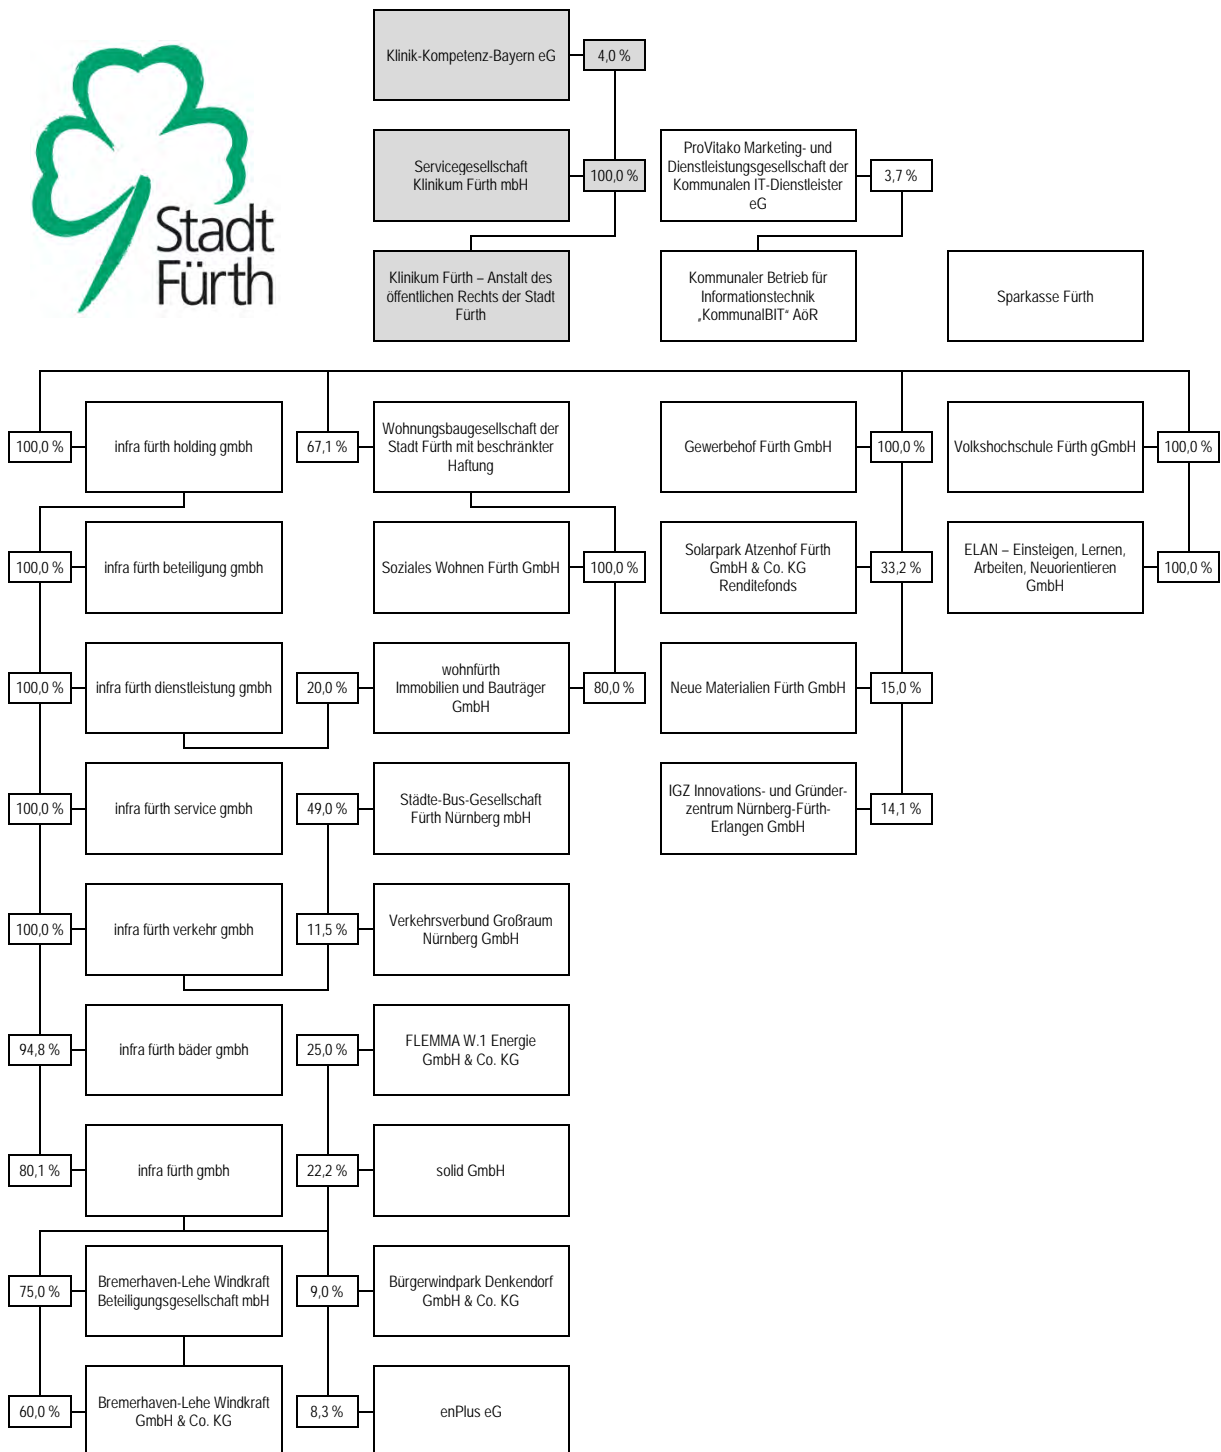 Klinik-Kompetenz-Bayern eG
4,0 %
Stadt
Fürth
Servicegesellschaft
Klinikum Fürth mbH
100,0 %
ProVitako Marketing- und
Dienstleistungsgesellschaft der
Kommunalen IT-Dienstleister
eG
3,7 %
Klinikum Fürth – Anstalt des
öffentlichen Rechts der Stadt
Fürth
Kommunaler Betrieb für
Informationstechnik
„KommunalBIT“ AöR
Sparkasse Fürth
100,0 %
infra fürth holding gmbh
67,1 %
Wohnungsbaugesellschaft der
Stadt Fürth mit beschränkter
Haftung
Gewerbehof Fürth GmbH
100,0 %
Volkshochschule Fürth gGmbH
100,0 %
100,0 %
infra fürth beteiligung gmbh
Soziales Wohnen Fürth GmbH
100,0 %
Solarpark Atzenhof Fürth
GmbH & Co. KG
Renditefonds
33,2 %
ELAN – Einsteigen, Lernen,
Arbeiten, Neuorientieren
GmbH
100,0 %
100,0 %
infra fürth dienstleistung gmbh
20,0 %
wohnfürth
Immobilien und Bauträger
GmbH
80,0 %
Neue Materialien Fürth GmbH
15,0 %
100,0 %
infra fürth service gmbh
49,0 %
Städte-Bus-Gesellschaft
Fürth Nürnberg mbH
IGZ Innovations- und Gründer-
zentrum Nürnberg-Fürth-
Erlangen GmbH
14,1 %
100,0 %
infra fürth verkehr gmbh
11,5 %
Verkehrsverbund Großraum
Nürnberg GmbH
94,8 %
infra fürth bäder gmbh
25,0 %
FLEMMA W.1 Energie
GmbH & Co. KG
80,1 %
infra fürth gmbh
22,2 %
solid GmbH
75,0 %
Bremerhaven-Lehe Windkraft
Beteiligungsgesellschaft mbH
9,0 %
Bürgerwindpark Denkendorf
GmbH & Co. KG
60,0 %
Bremerhaven-Lehe Windkraft
GmbH & Co. KG
8,3 %
enPlus eG